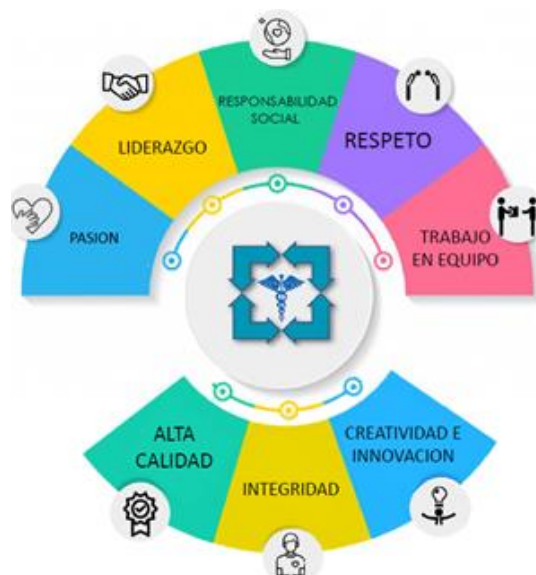 PASION
LIDERAZGO
RESPONSABILIDAD
SOCIAL
RESPETO
TRABAJO
EN EQUIPO
ALTA
CALIDAD
INTEGRIDAD
CREATIVIDAD E
INNOVACION